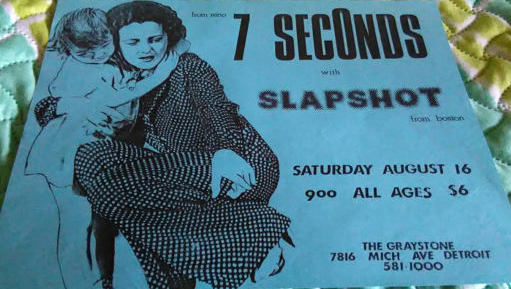 from reno
7 SECONDS
with
SLAPSHOT
from boston
SATURDAY AUGUST 16
900 ALL AGES $6
THE GRAYSTONE
7816 MICH AVE DETROIT
581-1000